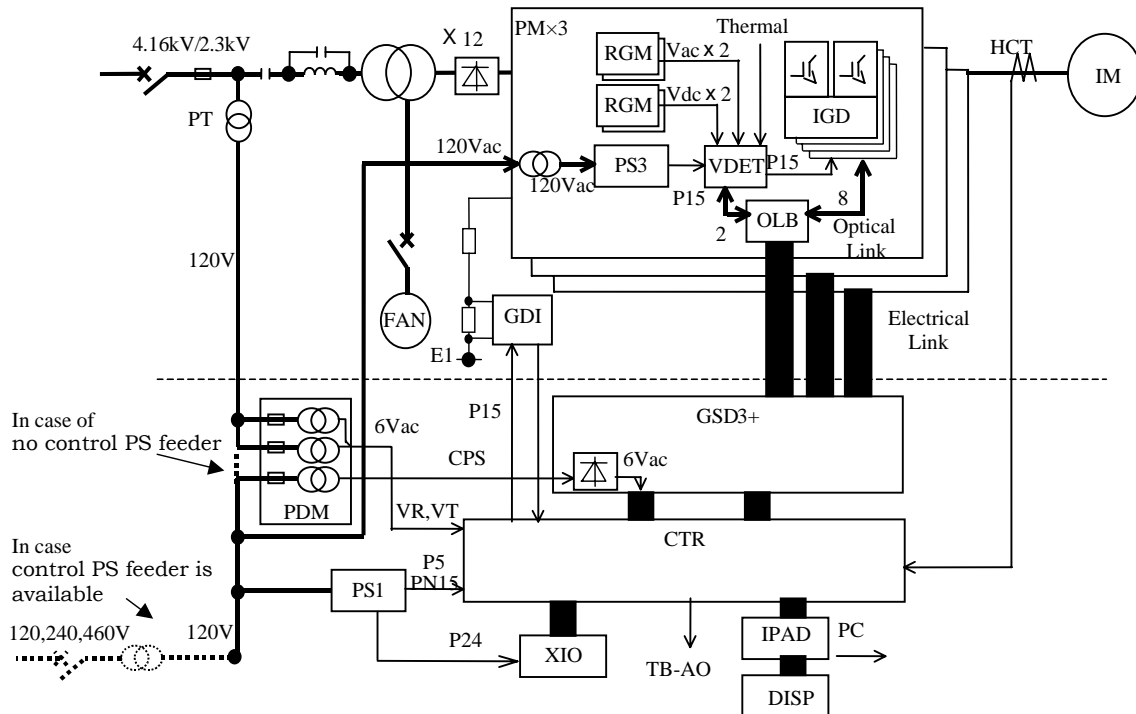 4.16kV/2.3kV
X 12
PM×3
RGM
Vac x 2
Thermal
HCT
IM
RGM
Vdc x 2
IGD
PT
120Vac
120Vac
PS3
VDET
P15
P15
8
2
OLB
Optical
Link
120V
FAN
GDI
E1
Electrical
Link
In case of
no control PS feeder
6Vac
P15
GSD3+
CPS
6Vac
PDM
VR,VT
CTR
In case
control PS feeder is
available
P5
PN15
PS1
120,240,460V
120V
P24
XIO
TB-AO
IPAD
PC
DISP